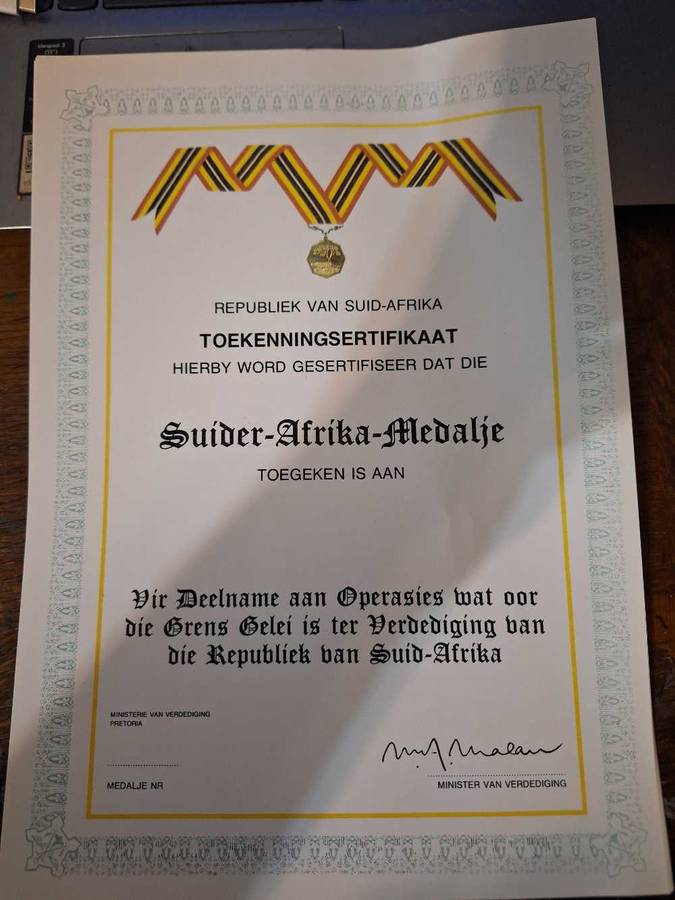 REPUBLIEK VAN SUID-AFRIKA
TOEKENNINGSERTIFIKAAT
HIERBY WORD GESERTIFISEER DAT DIE
Suider-Afrika-Medalje
TOEGEKEN IS AAN
Vir Deelname aan Operasies wat oor
die Grens Gelei is ter Verdediging van
die Republiek van Suid-Afrika
MINISTERIE VAN VERDEDIGING
PRETORIA
MEDALJE NR
M.A. Malan
MINISTER VAN VERDEDIGING